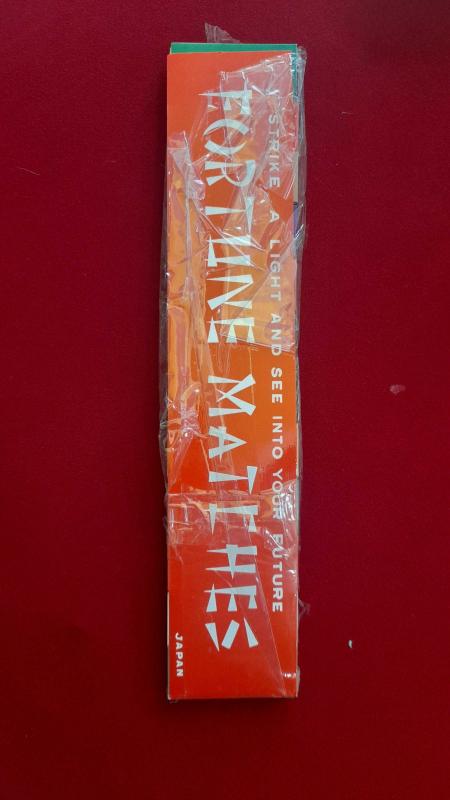 STRIKE A LIGHT AND SEE INTO YOUR FUTURE
FORTUNE MATCHES
JAPAN